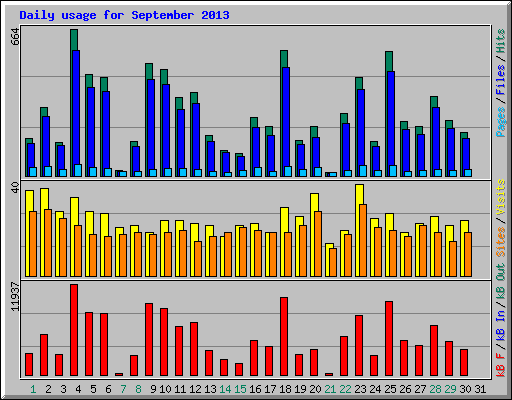 Daily usage for September 2013
664
Pages / Files / Hits
40
Sites / Visits
11937
kB F / kB In / kB Out
1 2 3 4 5 6 7 8 9 10 11 12 13 14 15 16 17 18 19 20 21 22 23 24 25 26 27 28 29 30 31